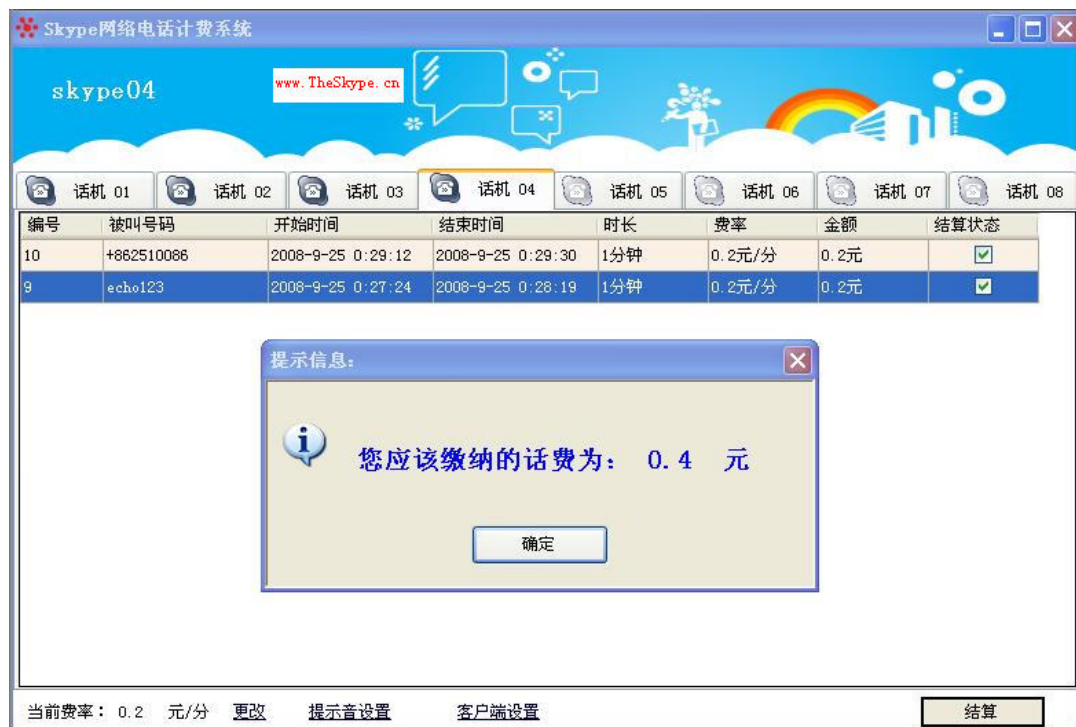 Skype网络电话计费系统
skype04
www.TheSkype.cn
话机 01 话机 02 话机 03 话机 04 话机 05 话机 06 话机 07 话机 08
编号 被叫号码 开始时间 结束时间 时长 费率 金额 结算状态
10 +862510086 2008-9-25 0:29:12 2008-9-25 0:29:30 1分钟 0.2元/分 0.2元
9 echo123 2008-9-25 0:27:24 2008-9-25 0:28:19 1分钟 0.2元/分 0.2元
提示信息:
您应该缴纳的话费为: 0.4 元
确定
当前费率: 0.2 元/分 更改 提示音设置 客户端设置 结算